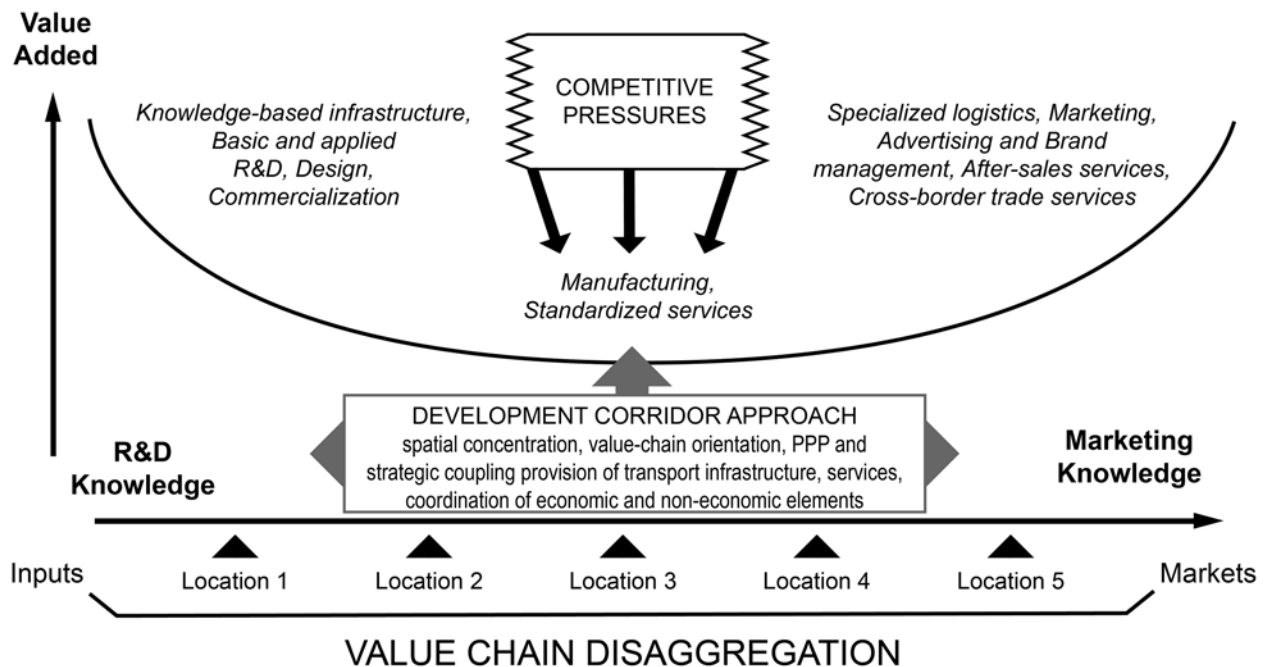 Value
Added
COMPETITIVE
PRESSURES
Knowledge-based infrastructure,
Basic and applied
R&D, Design,
Commercialization
Specialized logistics, Marketing,
Advertising and Brand
management, After-sales services,
Cross-border trade services
Manufacturing,
Standardized services
DEVELOPMENT CORRIDOR APPROACH
spatial concentration, value-chain orientation, PPP and
strategic coupling provision of transport infrastructure, services,
coordination of economic and non-economic elements
R&D
Knowledge
Marketing
Knowledge
Inputs
Location 1
Location 2
Location 3
Location 4
Location 5
Markets
VALUE CHAIN DISAGGREGATION